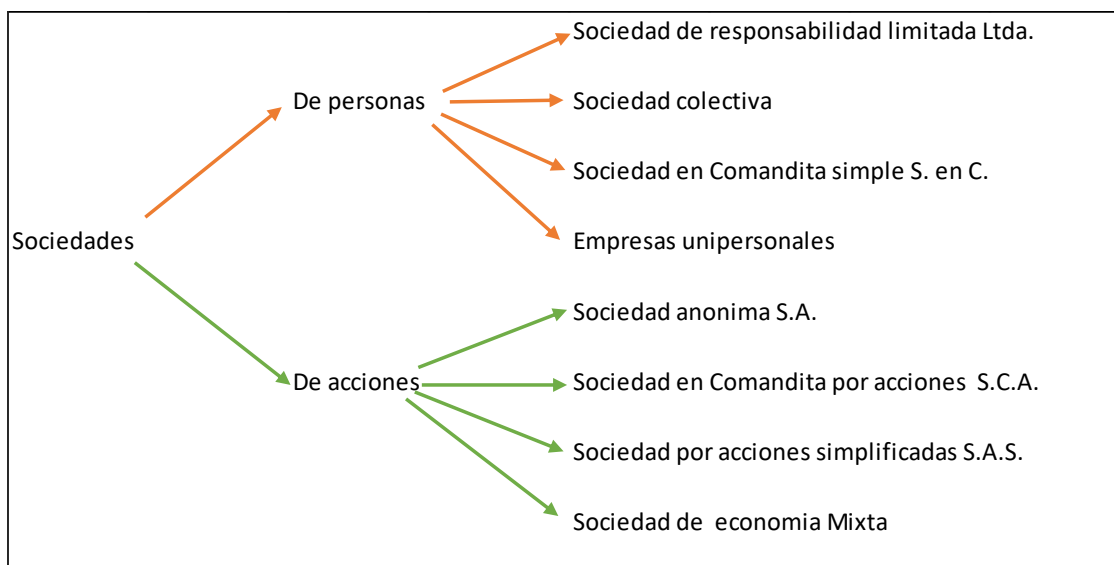 Sociedad de responsabilidad limitada Ltda.
De personas
Sociedad colectiva
Sociedad en Comandita simple S. en C.
Sociedades
Empresas unipersonales
Sociedad anonima S.A.
De acciones
Sociedad en Comandita por acciones  S.C.A.
Sociedad por acciones simplificadas S.A.S.
Sociedad de  economia Mixta